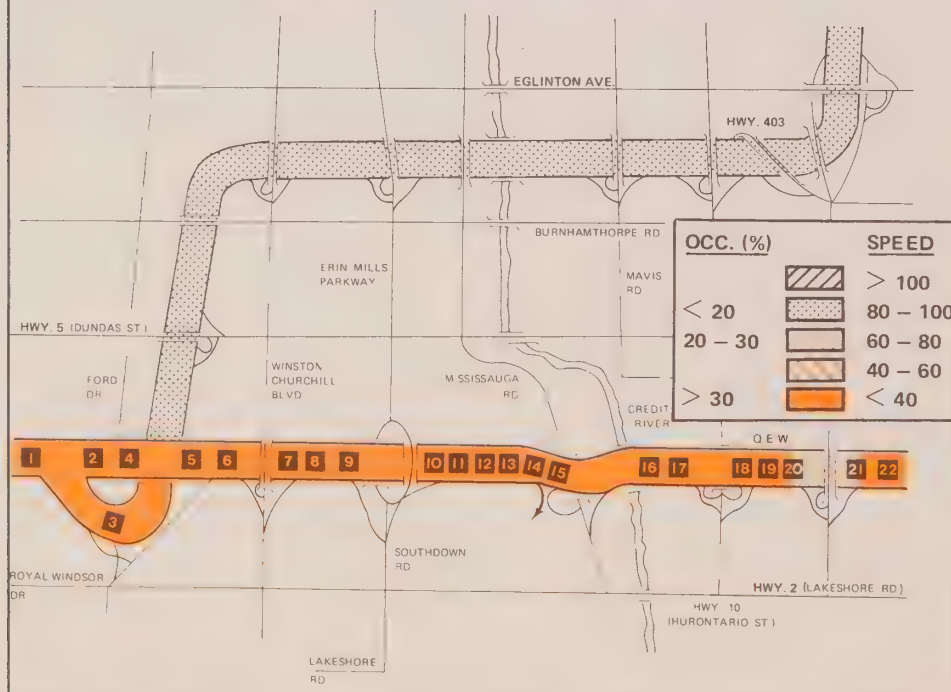 EGLINTON AVE.
HWY. 403
BURNHAMTHORPE RD
ERIN MILLS
PARKWAY
MAVIS
RD
OCC. (%) SPEED
> 100
< 20 80 – 100
20 – 30 60 – 80
40 – 60
> 30 < 40
HWY. 5 (DUNDAS ST)
FORD
DR
WINSTON
CHURCHILL
BLVD
MISSISSAUGA
RD
CREDIT
RIVER
QEW
1 2 4 5 6 7 8 9 10 11 12 13 14 15 16 17 18 19 20 21 22
3
ROYAL WINDSOR
DR
SOUTHDOWN
RD
HWY. 2 (LAKESHORE RD)
HWY 10
(HURONTARIO ST)
LAKESHORE
RD